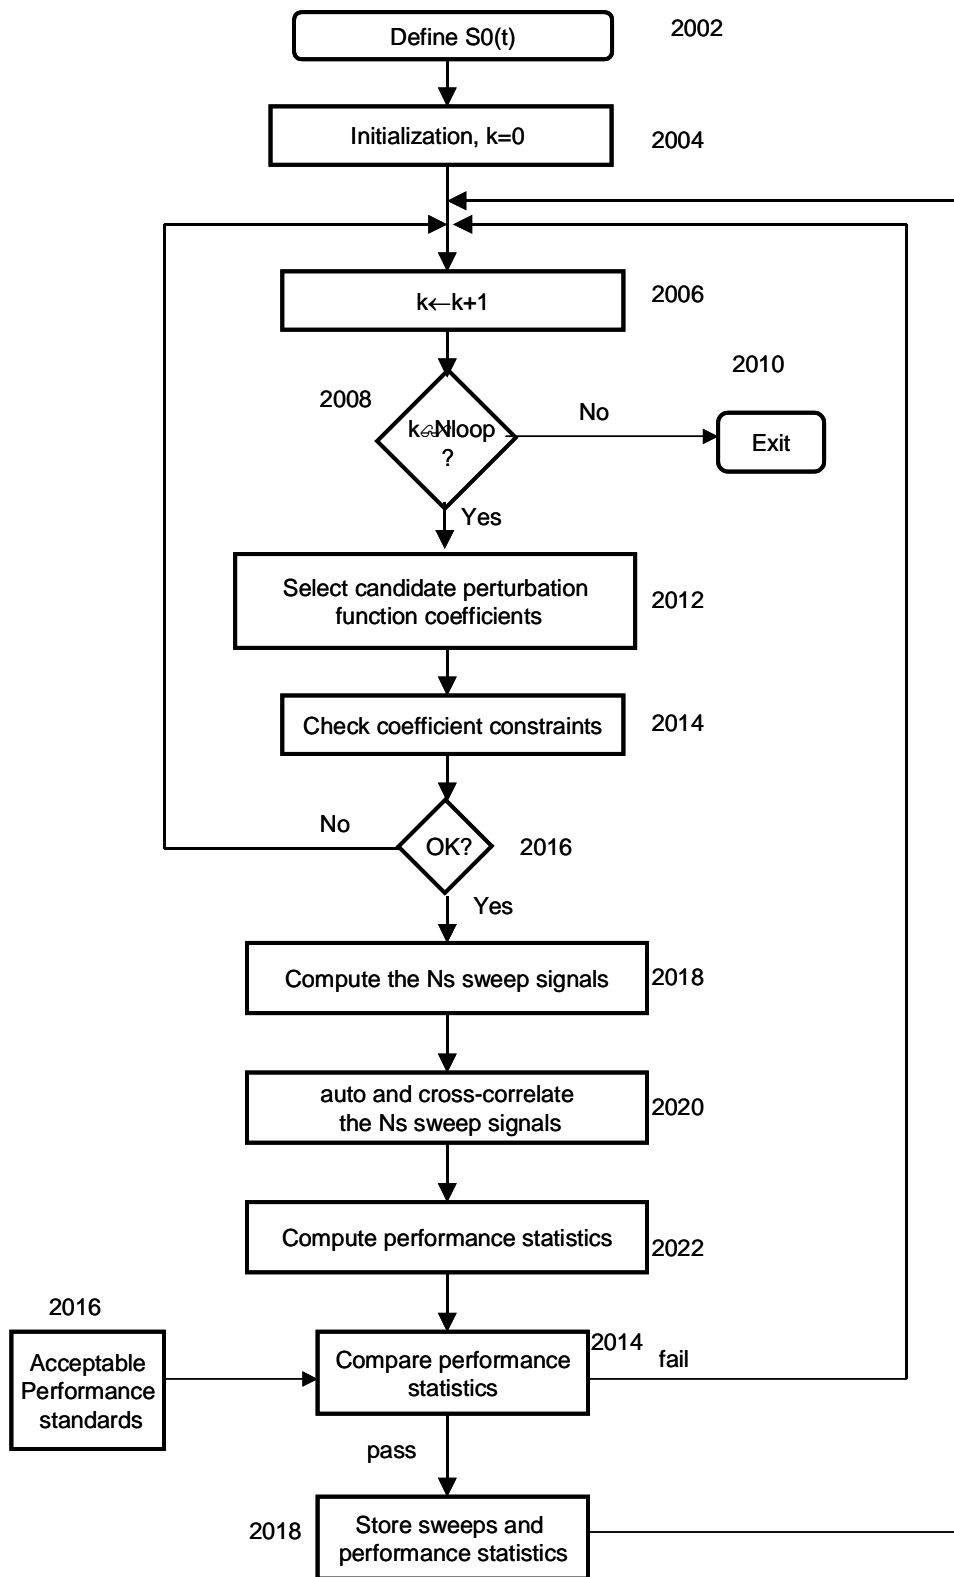 Define S0(t)
2002
Initialization, k=0
2004
k←k+1
2006
2008
2010
Nloop
?
No
Exit
Yes
Select candidate perturbation
function coefficients
2012
Check coefficient constraints
2014
No
OK?
2016
Yes
Compute the Ns sweep signals
2018
auto and cross-correlate
the Ns sweep signals
2020
Compute performance statistics
2022
2016
Acceptable
Performance
standards
Compare performance
statistics
2014
fail
pass
2018
Store sweeps and
performance statistics